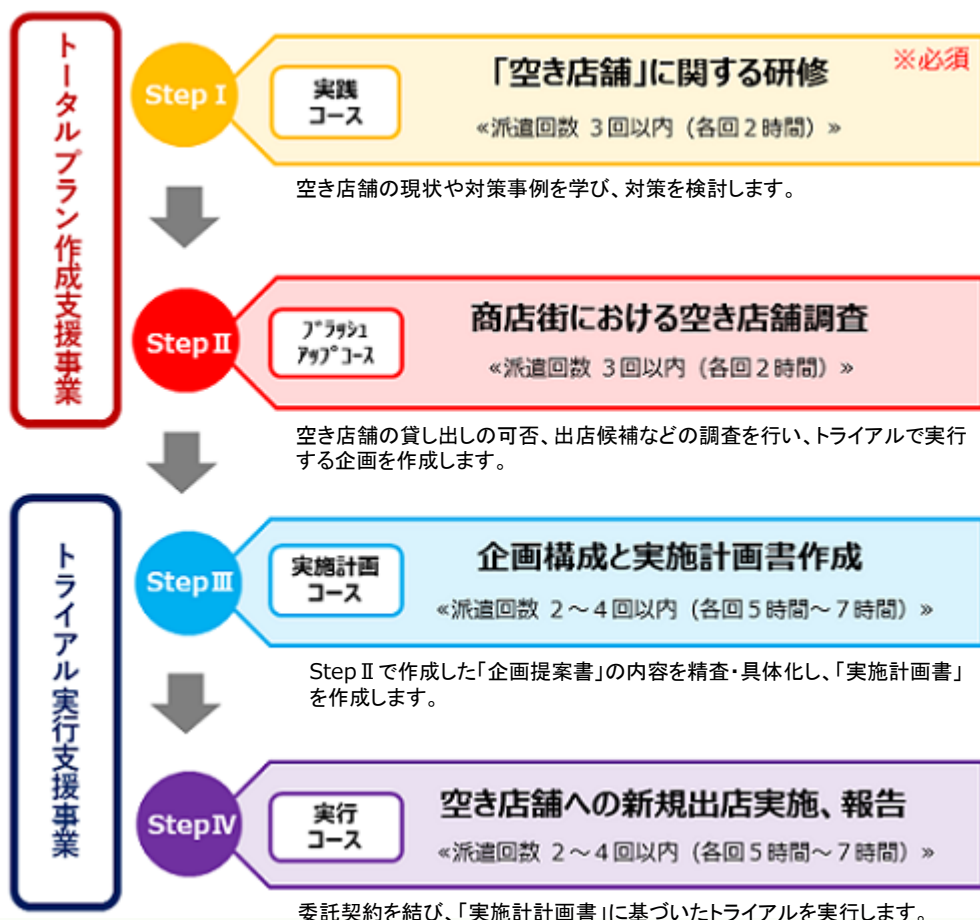 トータルプラン作成支援事業
Step Ⅰ
実践
コース
「空き店舗」に関する研修
※必須
≪派遣回数 3回以内（各回2時間）≫
空き店舗の現状や対策事例を学び、対策を検討します。
Step Ⅱ
ﾌﾞﾗｯｼｭ
ｱｯﾌﾟｺｰｽ
商店街における空き店舗調査
≪派遣回数 3回以内（各回2時間）≫
空き店舗の貸し出しの可否、出店候補などの調査を行い、トライアルで実行
する企画を作成します。
トライアル実行支援事業
Step Ⅲ
実施計画
コース
企画構成と実施計画書作成
≪派遣回数 2～4回以内（各回5時間～7時間）≫
Step Ⅱで作成した「企画提案書」の内容を精査・具体化し、「実施計画書」
を作成します。
Step Ⅳ
実行
コース
空き店舗への新規出店実施、報告
≪派遣回数 2～4回以内（各回5時間～7時間）≫
委託契約を結び、「実施計計画書」に基づいたトライアルを実行します。